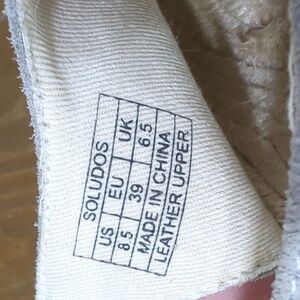 SOLUDOS
US EU UK
8.5 39 6.5
MADE IN CHINA
LEATHER UPPER